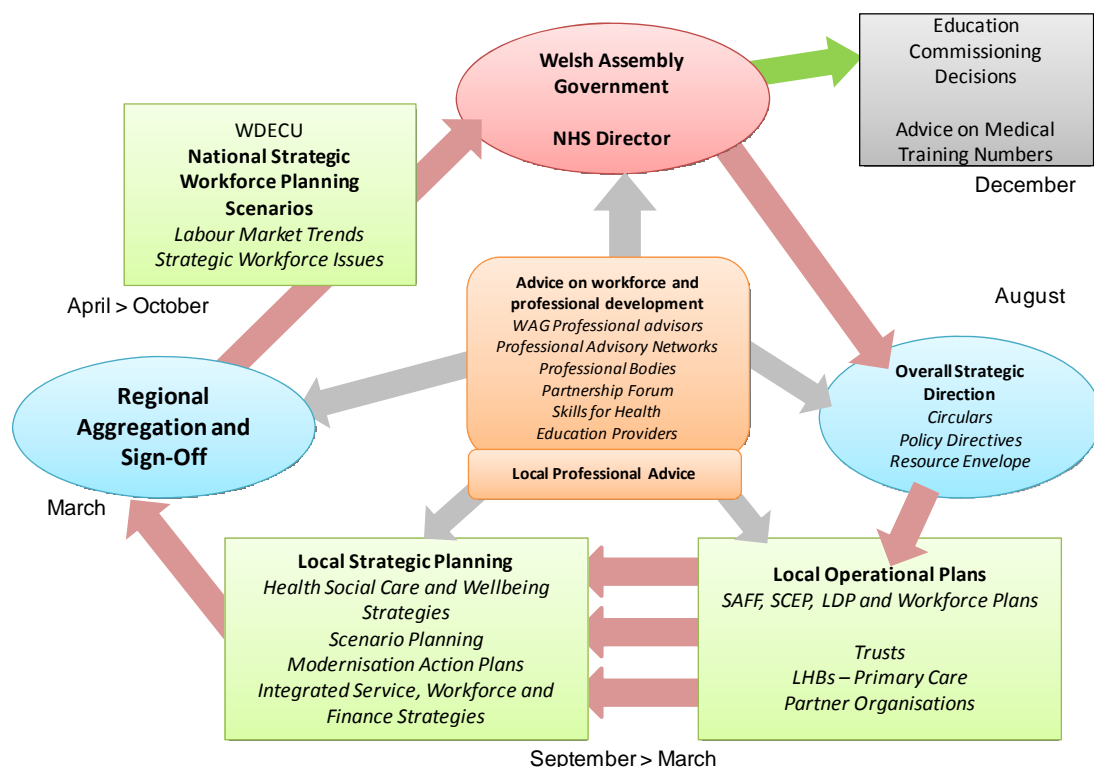 Welsh Assembly
Government
NHS Director
Education
Commissioning
Decisions
Advice on Medical
Training Numbers
December
WDECU
National Strategic
Workforce Planning
Scenarios
Labour Market Trends
Strategic Workforce Issues
April > October
Advice on workforce and
professional development
WAG Professional advisors
Professional Advisory Networks
Professional Bodies
Partnership Forum
Skills for Health
Education Providers
Local Professional Advice
August
Overall Strategic
Direction
Circulars
Policy Directives
Resource Envelope
Regional
Aggregation and
Sign-Off
March
Local Strategic Planning
Health Social Care and Wellbeing
Strategies
Scenario Planning
Modernisation Action Plans
Integrated Service, Workforce and
Finance Strategies
Local Operational Plans
SAFF, SCEP, LDP and Workforce Plans
Trusts
LHBs – Primary Care
Partner Organisations
September > March